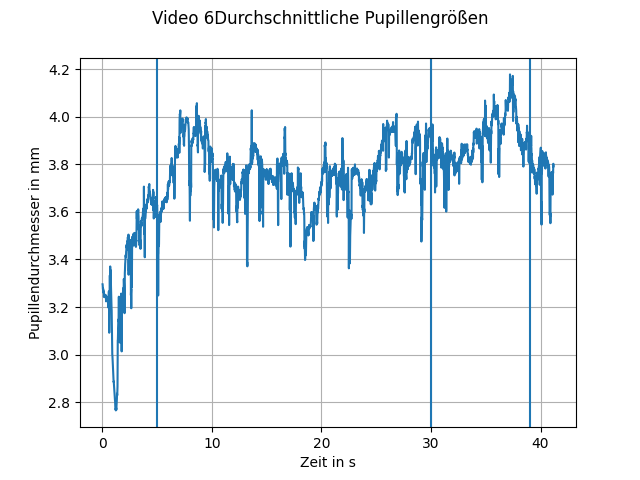 Video 6Durchschnittliche Pupillengrößen
4.2
4.0
3.8
3.6
3.4
3.2
3.0
2.8
Pupillendurchmesser in mm
0 10 20 30 40
Zeit in s